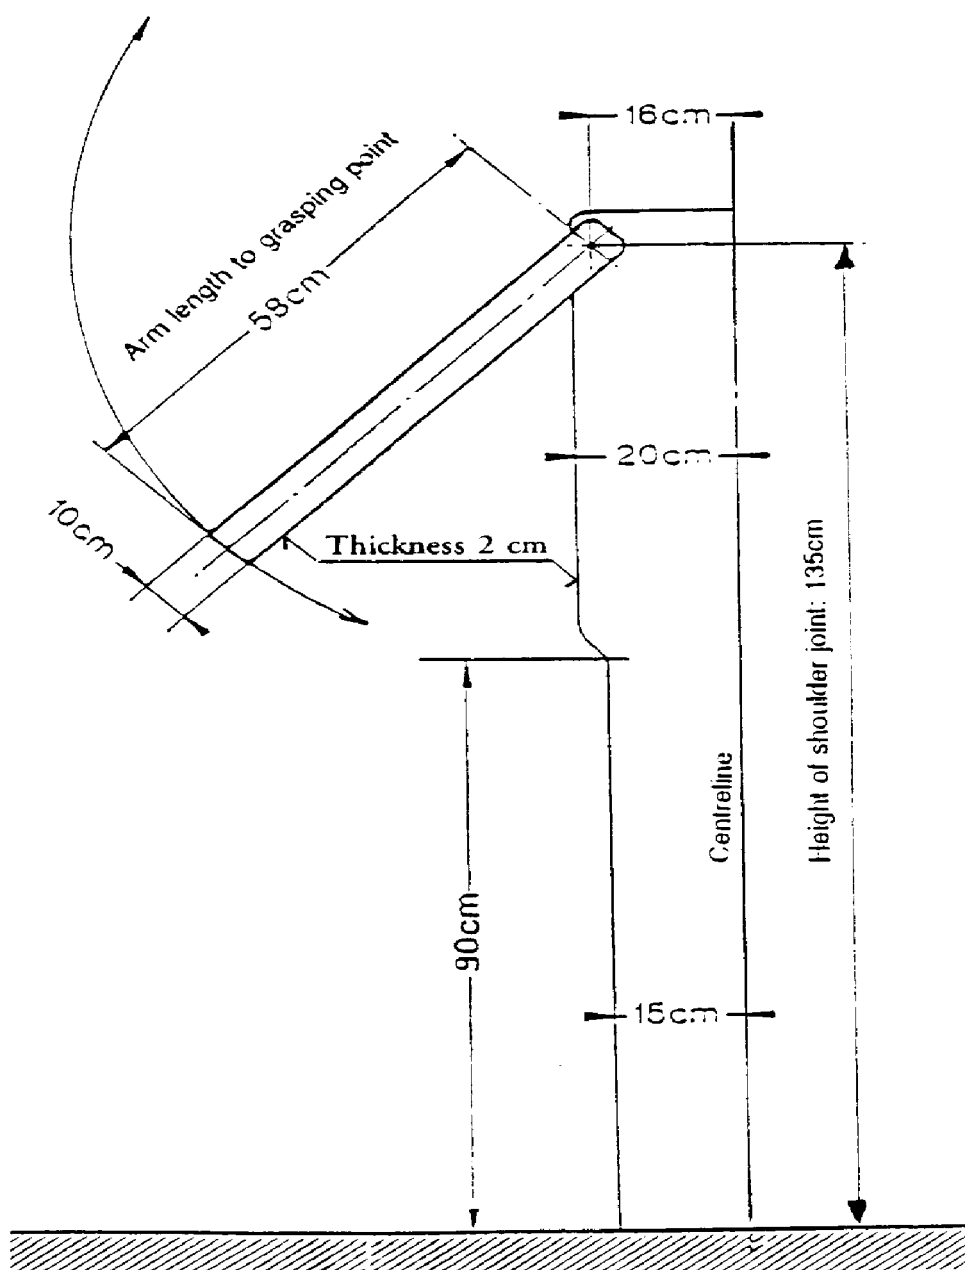 16cm
Arm length to grasping point
58cm
20cm
10cm
Thickness 2 cm
Height of shoulder joint: 135cm
Centreline
90cm
15cm